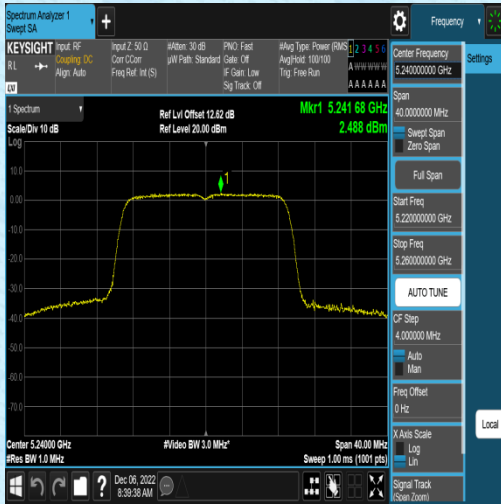 Spectrum Analyzer 1
Swept SA
+
Frequency
KEYSIGHT
RL
Input: RF
Coupling: DC
Align: Auto
Input Z: 50 Ω
Corr CCorr
Freq Ref: Int (S)
#Atten: 30 dB
µW Path: Standard
PNO: Fast
Gate: Off
IF Gain: Low
Sig Track: Off
#Avg Type: Power (RMS
Avg|Hold: 100/100
Trig: Free Run
1 2 3 4 5 6
A W W W W W
A A A A A A
LXI
1 Spectrum
Scale/Div 10 dB
Log
Ref Lvl Offset 12.62 dB
Ref Level 20.00 dBm
Mkr1 5.241 68 GHz
2.488 dBm
10.0
0.00
-10.0
-20.0
-30.0
-40.0
-50.0
-60.0
-70.0
1
Center 5.24000 GHz
#Res BW 1.0 MHz
#Video BW 3.0 MHz*
Span 40.00 MHz
Sweep 1.00 ms (1001 pts)
Dec 06, 2022
8:39:38 AM
Center Frequency
5.240000000 GHz
Settings
Span
40.0000000 MHz
Swept Span
Zero Span
Full Span
Start Freq
5.220000000 GHz
Stop Freq
5.260000000 GHz
AUTO TUNE
CF Step
4.000000 MHz
Auto
Man
Freq Offset
0 Hz
X Axis Scale
Log
Lin
Local
Signal Track
(Span Zoom)